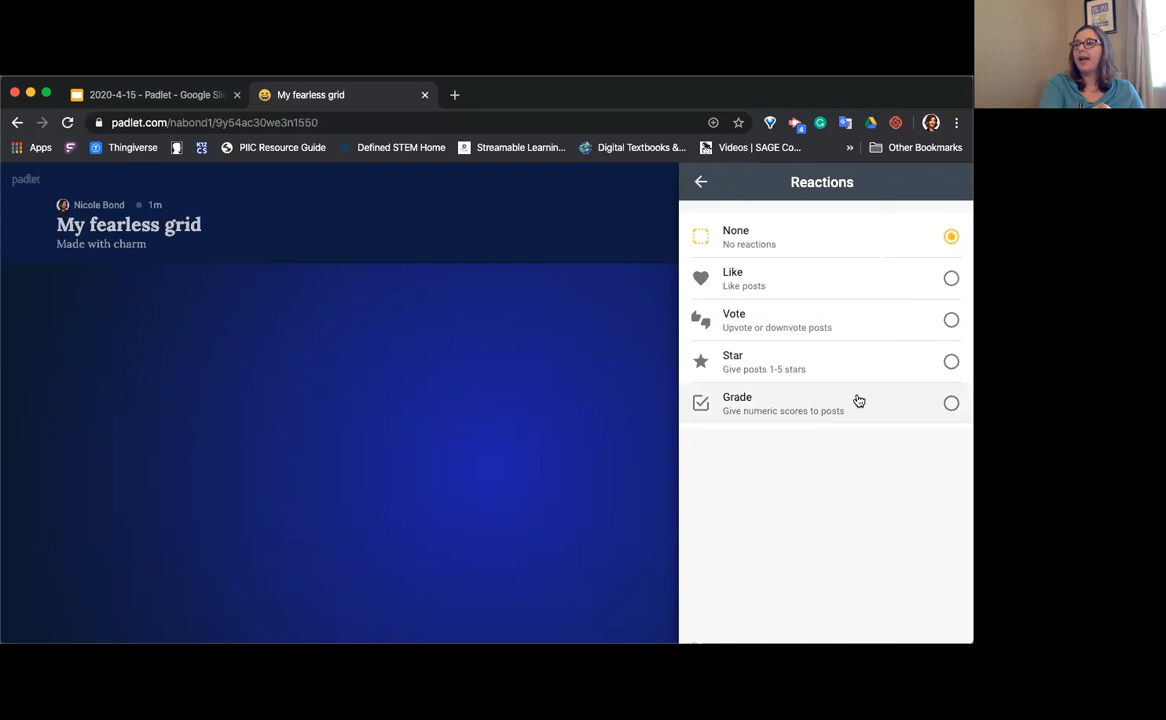 2020-4-15 - Padlet - Google Sli
My fearless grid
padlet.com/nabond1/9y54ac30we3n1550
4
Apps
Thingiverse
K12
CS
PIIC Resource Guide
Defined STEM Home
Streamable Learnin...
Digital Textbooks &...
Videos | SAGE Co...
»
Other Bookmarks
padlet
Nicole Bond
1m
My fearless grid
Made with charm
Reactions
None
No reactions
Like
Like posts
Vote
Upvote or downvote posts
Star
Give posts 1-5 stars
Grade
Give numeric scores to posts